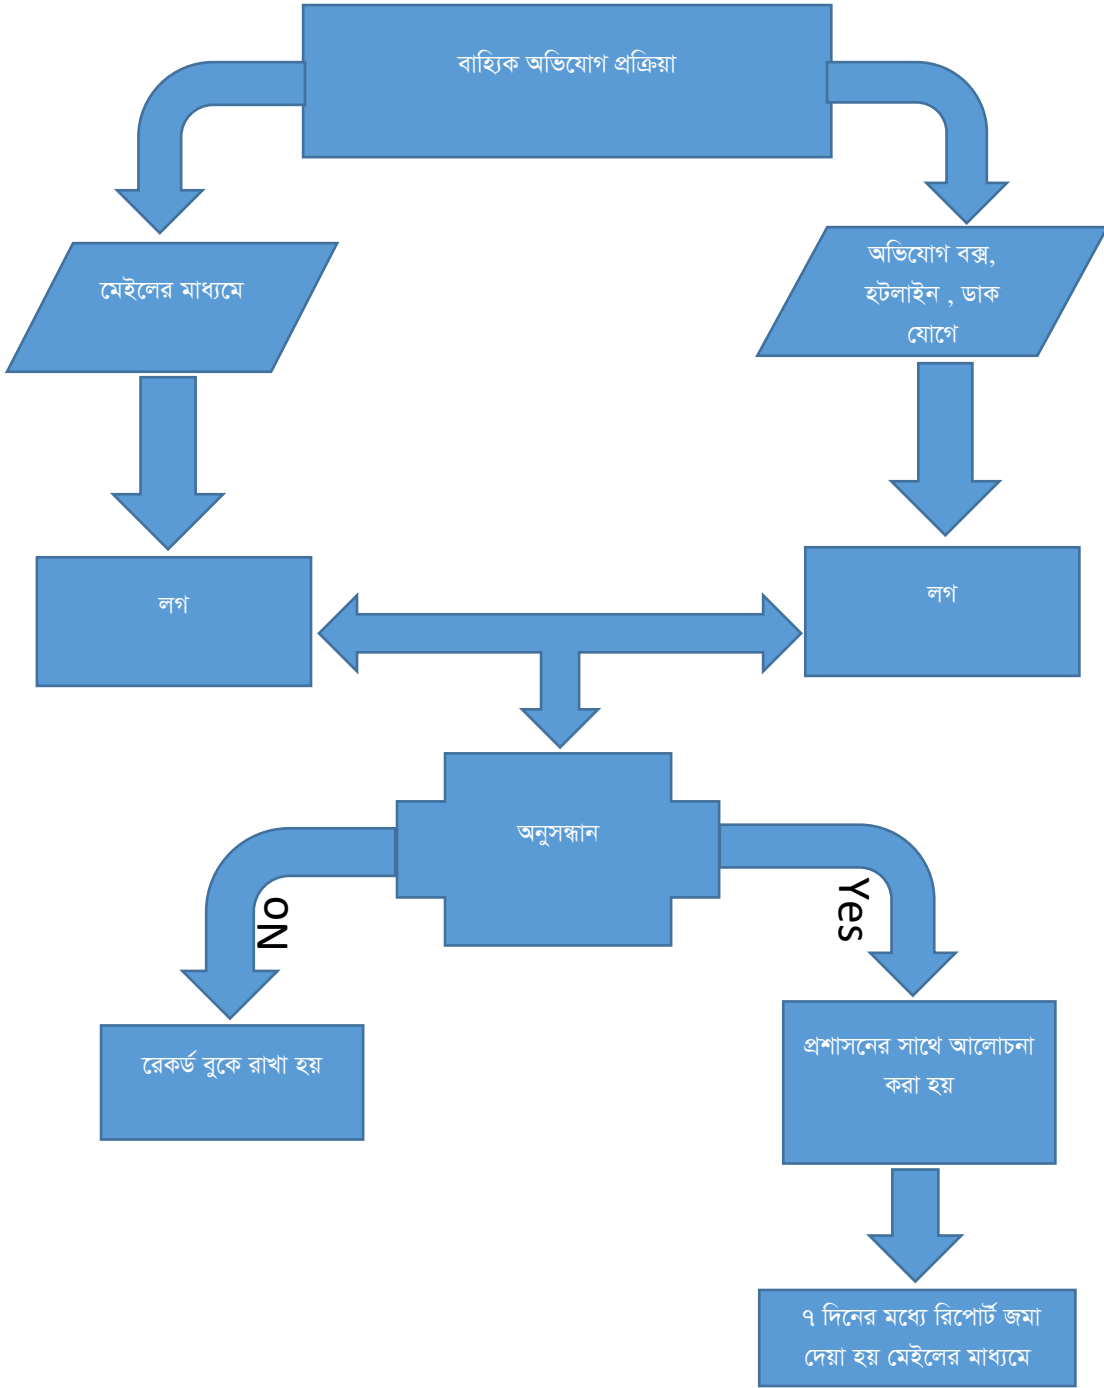 বাহ্যিক অভিযোগ প্রক্রিয়া
মেইলের মাধ্যমে
অভিযোগ বক্স,
হটলাইন , ডাক
যোগে
লগ
লগ
অনুসন্ধান
No
Yes
রেকর্ড বুকে রাখা হয়
প্রশাসনের সাথে আলোচনা
করা হয়
৭ দিনের মধ্যে রিপোর্ট জমা
দেয়া হয় মেইলের মাধ্যমে